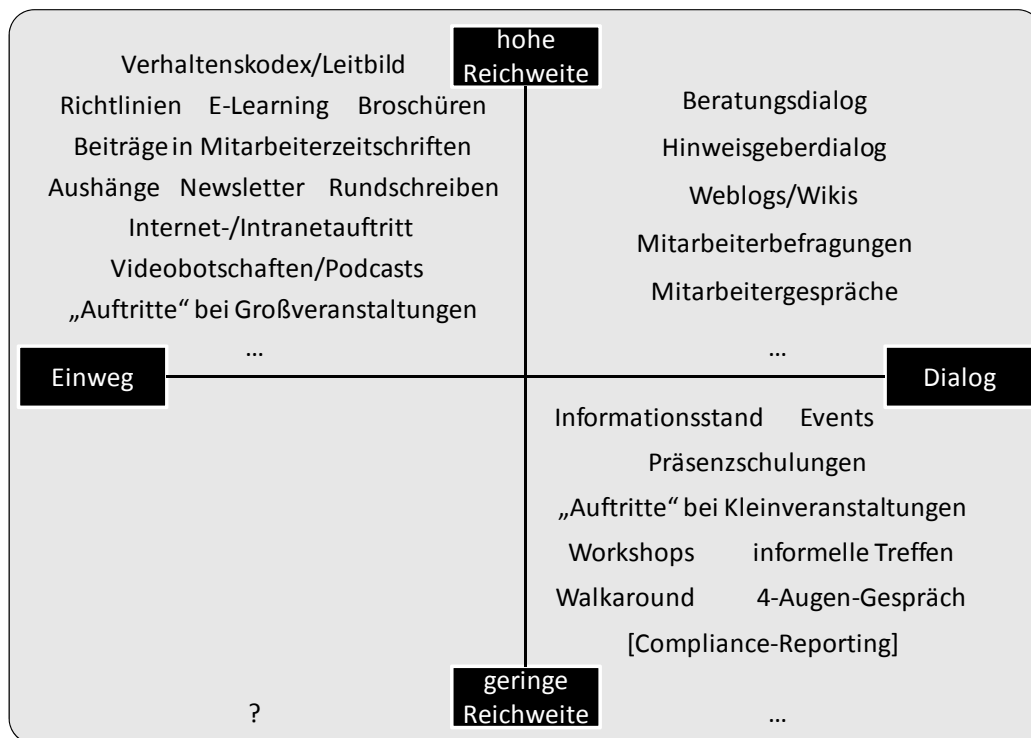 hohe
Reichweite
Verhaltenskodex/Leitbild
Richtlinien E-Learning Broschüren
Beiträge in Mitarbeiterzeitschriften
Aushänge Newsletter Rundschreiben
Internet-/Intranetauftritt
Videobotschaften/Podcasts
„Auftritte“ bei Großveranstaltungen
...
Beratungsdialog
Hinweisgeberdialog
Weblogs/Wikis
Mitarbeiterbefragungen
Mitarbeitergespräche
...
Einweg
Dialog
Informationsstand Events
Präsenzschulungen
„Auftritte“ bei Kleinveranstaltungen
Workshops informelle Treffen
Walkaround 4-Augen-Gespräch
[Compliance-Reporting]
geringe
Reichweite
?
...